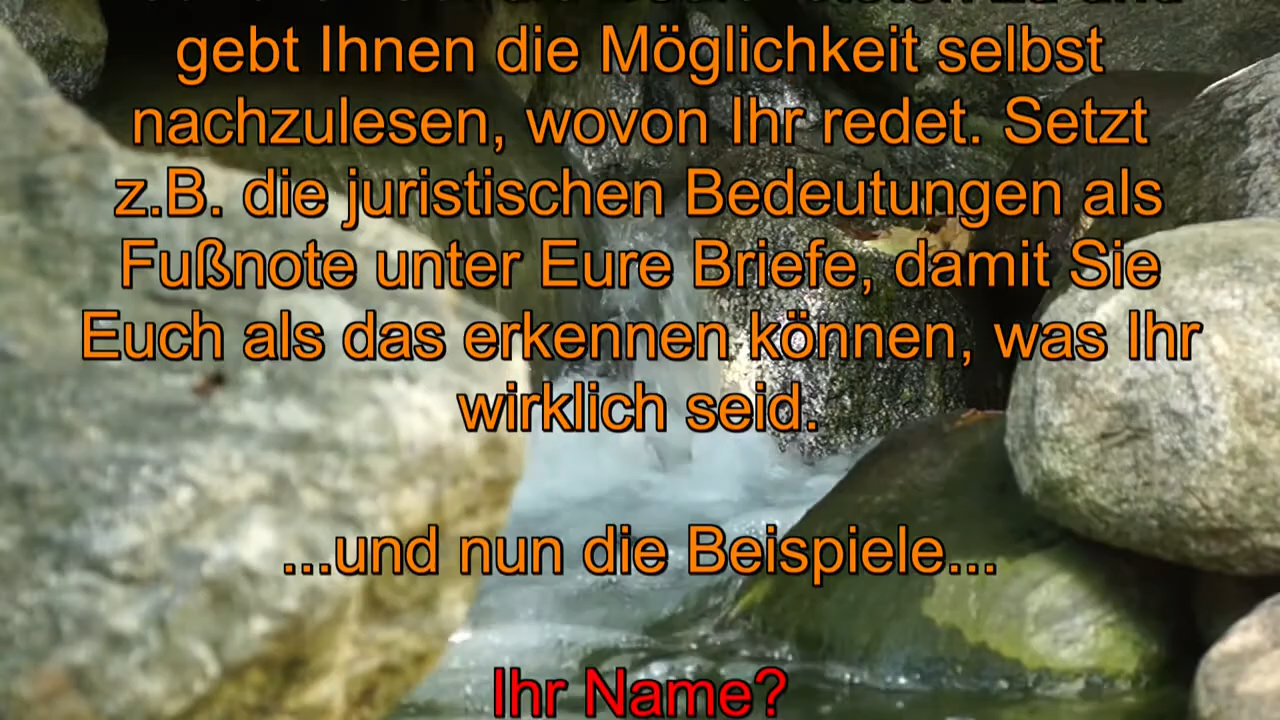 gebt Ihnen die Möglichkeit selbst
nachzulesen, wovon Ihr redet. Setzt
z.B. die juristischen Bedeutungen als
Fußnote unter Eure Briefe, damit Sie
Euch als das erkennen können, was Ihr
wirklich seid.
...und nun die Beispiele...
Ihr Name?